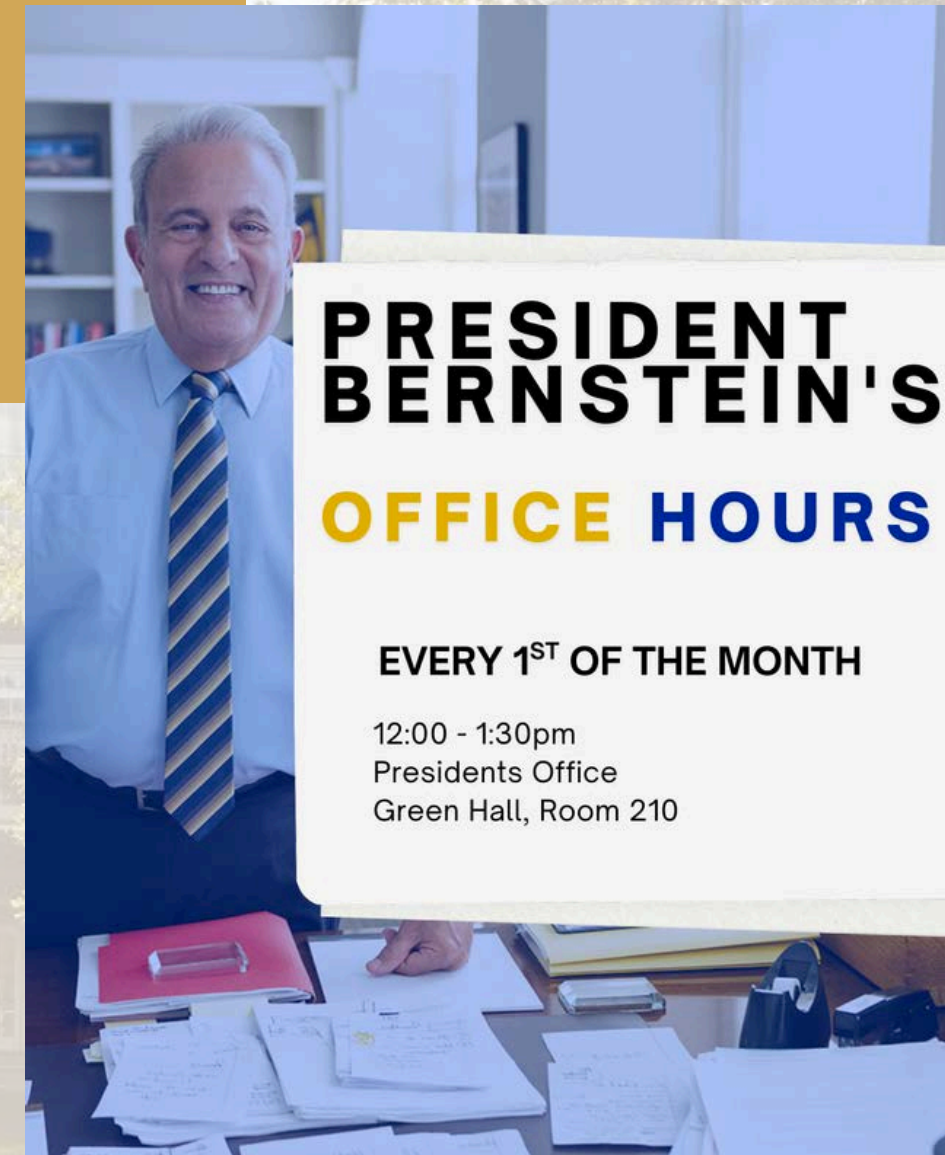 PRESIDENT
BERNSTEIN'S
OFFICE HOURS
EVERY 1ST OF THE MONTH
12:00 - 1:30pm
Presidents Office
Green Hall, Room 210